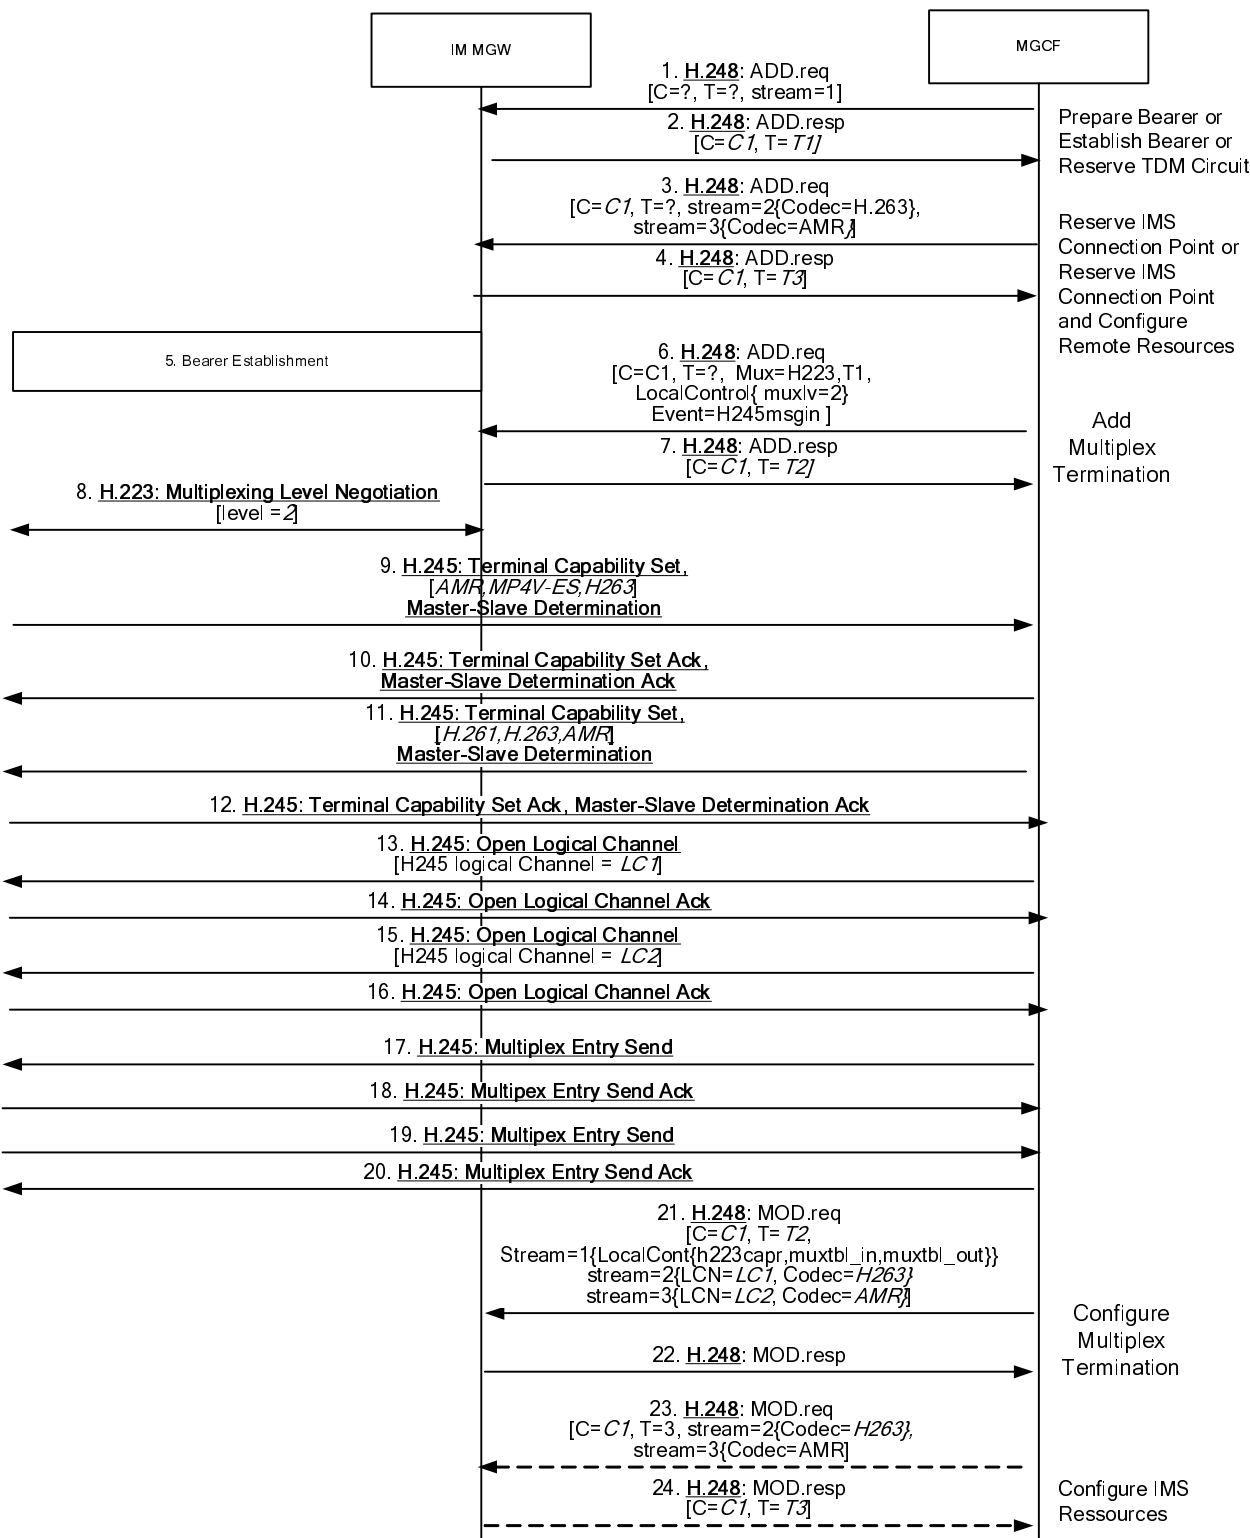 IM MGW
MGCF
1. H.248: ADD.req
[C=?, T=?, stream=1]
Prepare Bearer or
Establish Bearer or
Reserve TDM Circuit
2. H.248: ADD.resp
[C=C1, T=T1]
3. H.248: ADD.req
[C=C1, T=?, stream=2{Codec=H.263},
stream=3{Codec=AMR}]
Reserve IMS
Connection Point or
Reserve IMS
Connection Point
and Configure
Remote Resources
4. H.248: ADD.resp
[C=C1, T=T3]
5. Bearer Establishment
6. H.248: ADD.req
[C=C1, T=?, Mux=H223,T1,
LocalControl{ muxlv=2}
Event=H245msgin ]
Add
Multiplex
Termination
7. H.248: ADD.resp
[C=C1, T=T2]
8. H.223: Multiplexing Level Negotiation
[level =2]
9. H.245: Terminal Capability Set,
[AMR,MP4V-ES,H263]
Master-Slave Determination
10. H.245: Terminal Capability Set Ack,
Master-Slave Determination Ack
11. H.245: Terminal Capability Set,
[H.261,H.263,AMR]
Master-Slave Determination
12. H.245: Terminal Capability Set Ack, Master-Slave Determination Ack
13. H.245: Open Logical Channel
[H245 logical Channel = LC1]
14. H.245: Open Logical Channel Ack
15. H.245: Open Logical Channel
[H245 logical Channel = LC2]
16. H.245: Open Logical Channel Ack
17. H.245: Multiplex Entry Send
18. H.245: Multipex Entry Send Ack
19. H.245: Multipex Entry Send
20. H.245: Multiplex Entry Send Ack
21. H.248: MOD.req
[C=C1, T=T2,
Stream=1{LocalCont{h223capr,muxtbl_in,muxtbl_out}}
stream=2{LCN=LC1, Codec=H263}
stream=3{LCN=LC2, Codec=AMR}]
Configure
Multiplex
Termination
22. H.248: MOD.resp
23. H.248: MOD.req
[C=C1, T=3, stream=2{Codec=H263},
stream=3{Codec=AMR]
24. H.248: MOD.resp
[C=C1, T=T3]
Configure IMS
Ressources